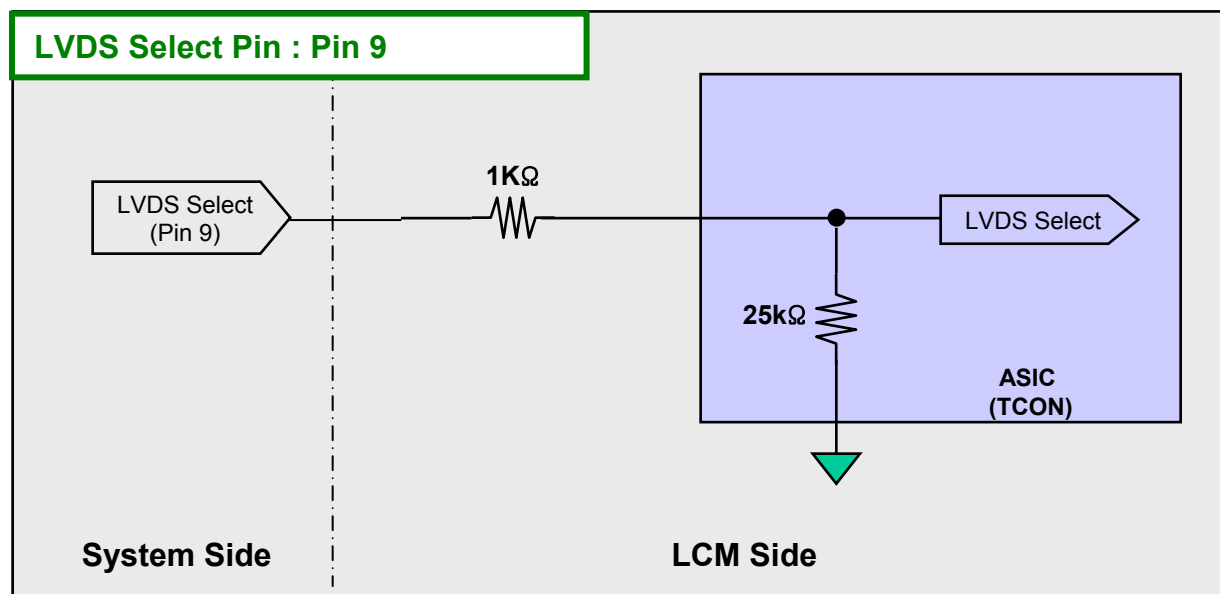 LVDS Select Pin : Pin 9
1KΩ
LVDS Select
(Pin 9)
LVDS Select
25kΩ
ASIC
(TCON)
System Side
LCM Side